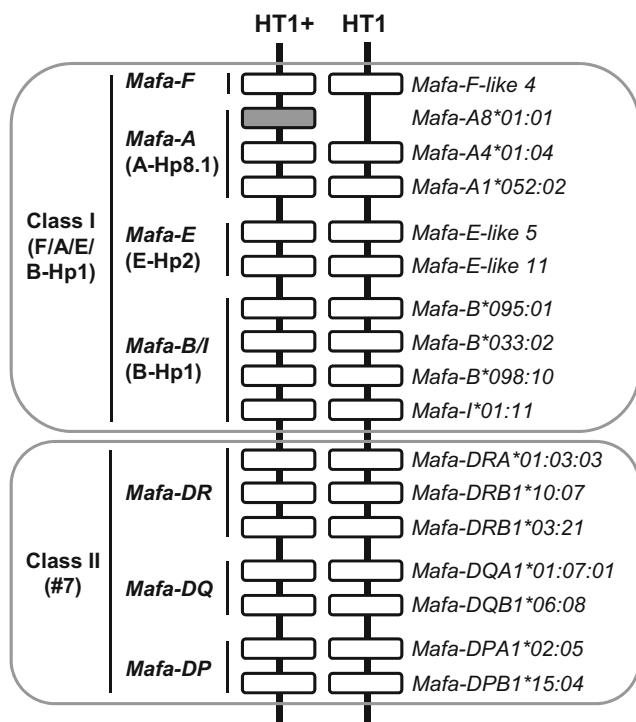 HT1+ HT1
Class I
(F/A/E/
B-Hp1)
Mafa-F
Mafa-F-like 4
Mafa-A
(A-Hp8.1)
Mafa-A8*01:01
Mafa-A4*01:04
Mafa-A1*052:02
Mafa-E
(E-Hp2)
Mafa-E-like 5
Mafa-E-like 11
Mafa-B/I
(B-Hp1)
Mafa-B*095:01
Mafa-B*033:02
Mafa-B*098:10
Mafa-I*01:11
Class II
(#7)
Mafa-DR
Mafa-DRA*01:03:03
Mafa-DRB1*10:07
Mafa-DRB1*03:21
Mafa-DQ
Mafa-DQA1*01:07:01
Mafa-DQB1*06:08
Mafa-DP
Mafa-DPA1*02:05
Mafa-DPB1*15:04